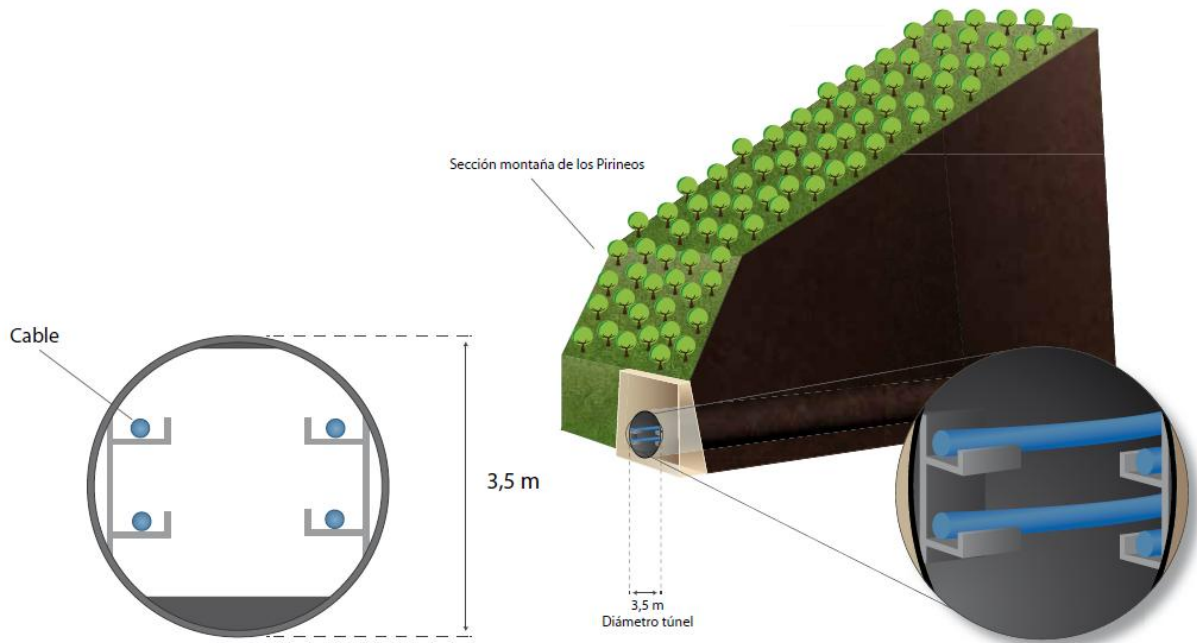 Sección montaña de los Pirineos
Cable
3,5 m
3,5 m
Diámetro túnel